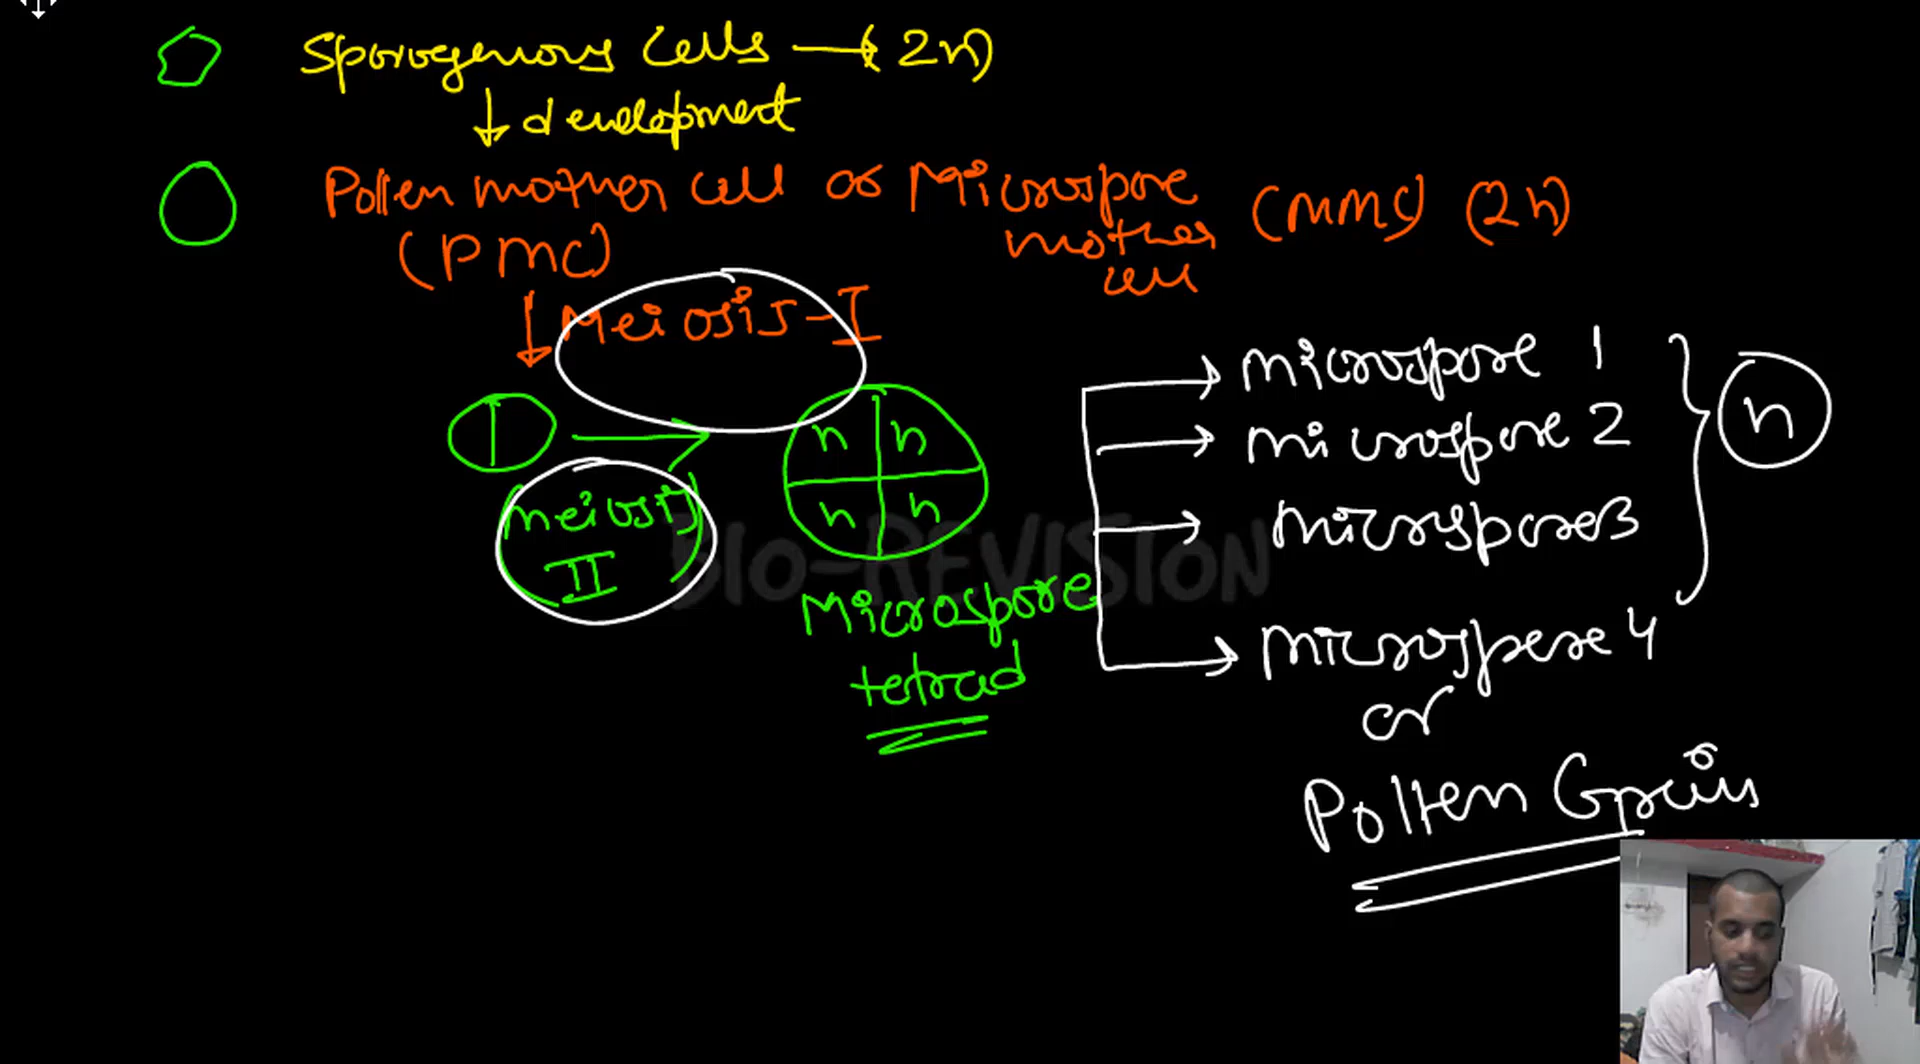 Sporogenous Cells → (2n)
↓ development
Pollen mother cell or Microspore mother cell (MMC) (2n)
(PMC)
↓ Meiosis-I
n n
n n
(meiosis II)
Microspore tetrad
→ microspore 1
→ microspore 2
→ microspore 3
→ microspore 4
n
or
Pollen Grains
BIO-REVISION